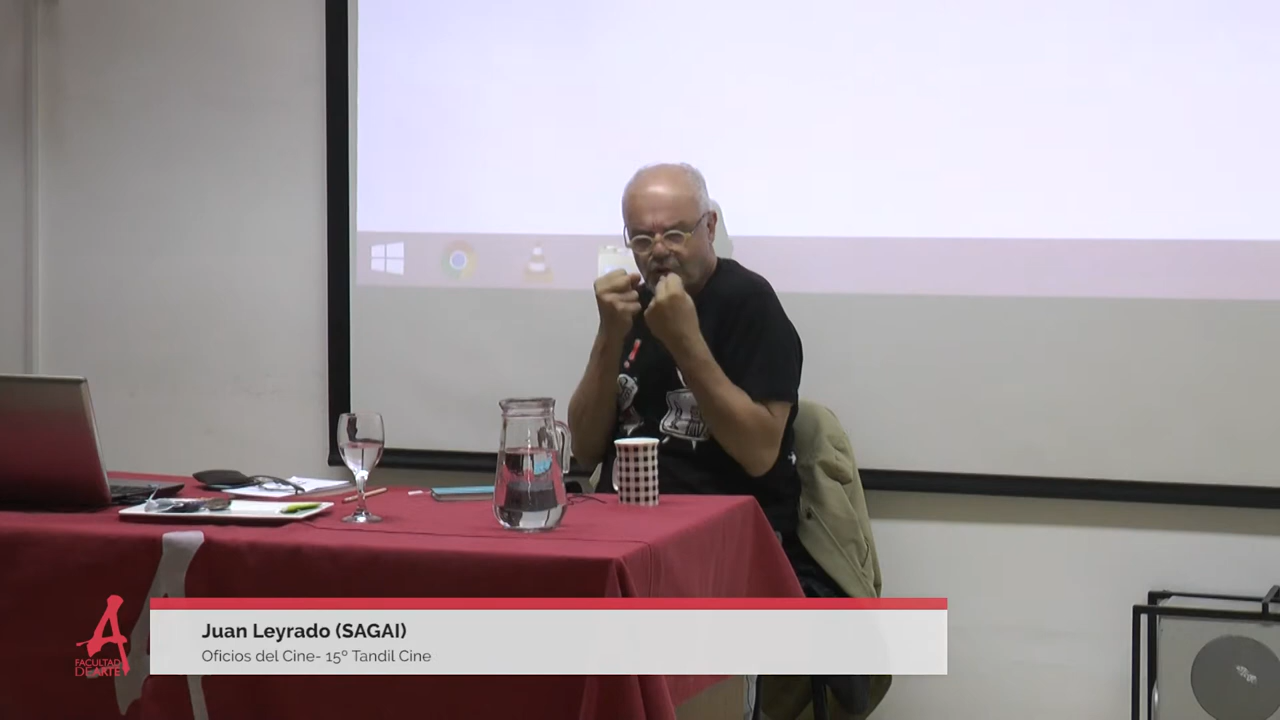 Juan Leyrado (SAGAI)
Oficios del Cine- 15º Tandil Cine
FACULTAD
DE ARTE